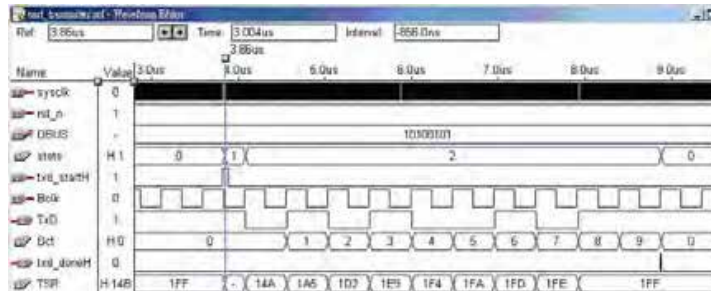 uart_transmitter.scf - Waveform Editor
Ref: 3.86us Time: 3.004us Interval: -856.0ns
3.86us
Name: Value: 3.0us 4.0us 5.0us 6.0us 7.0us 8.0us 9.0us
sysclk 0
rst_n 1
DBUS 10100101
state H 1 0 1 2 0
txd_startH 1
Bclk 0
TxD 1
Bct H 0 0 1 2 3 4 5 6 7 8 9 0
txd_doneH 0
TSR H 14B 1FF - 14A 1A5 1D2 1E9 1F4 1FA 1FD 1FE 1FF